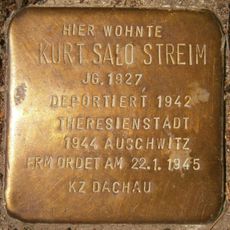 HIER WOHNTE
KURT SALO STREIM
JG. 1927
DEPORTIERT 1942
THERESIENSTADT
1944 AUSCHWITZ
ERMORDET AM 22.1.1945
KZ DACHAU